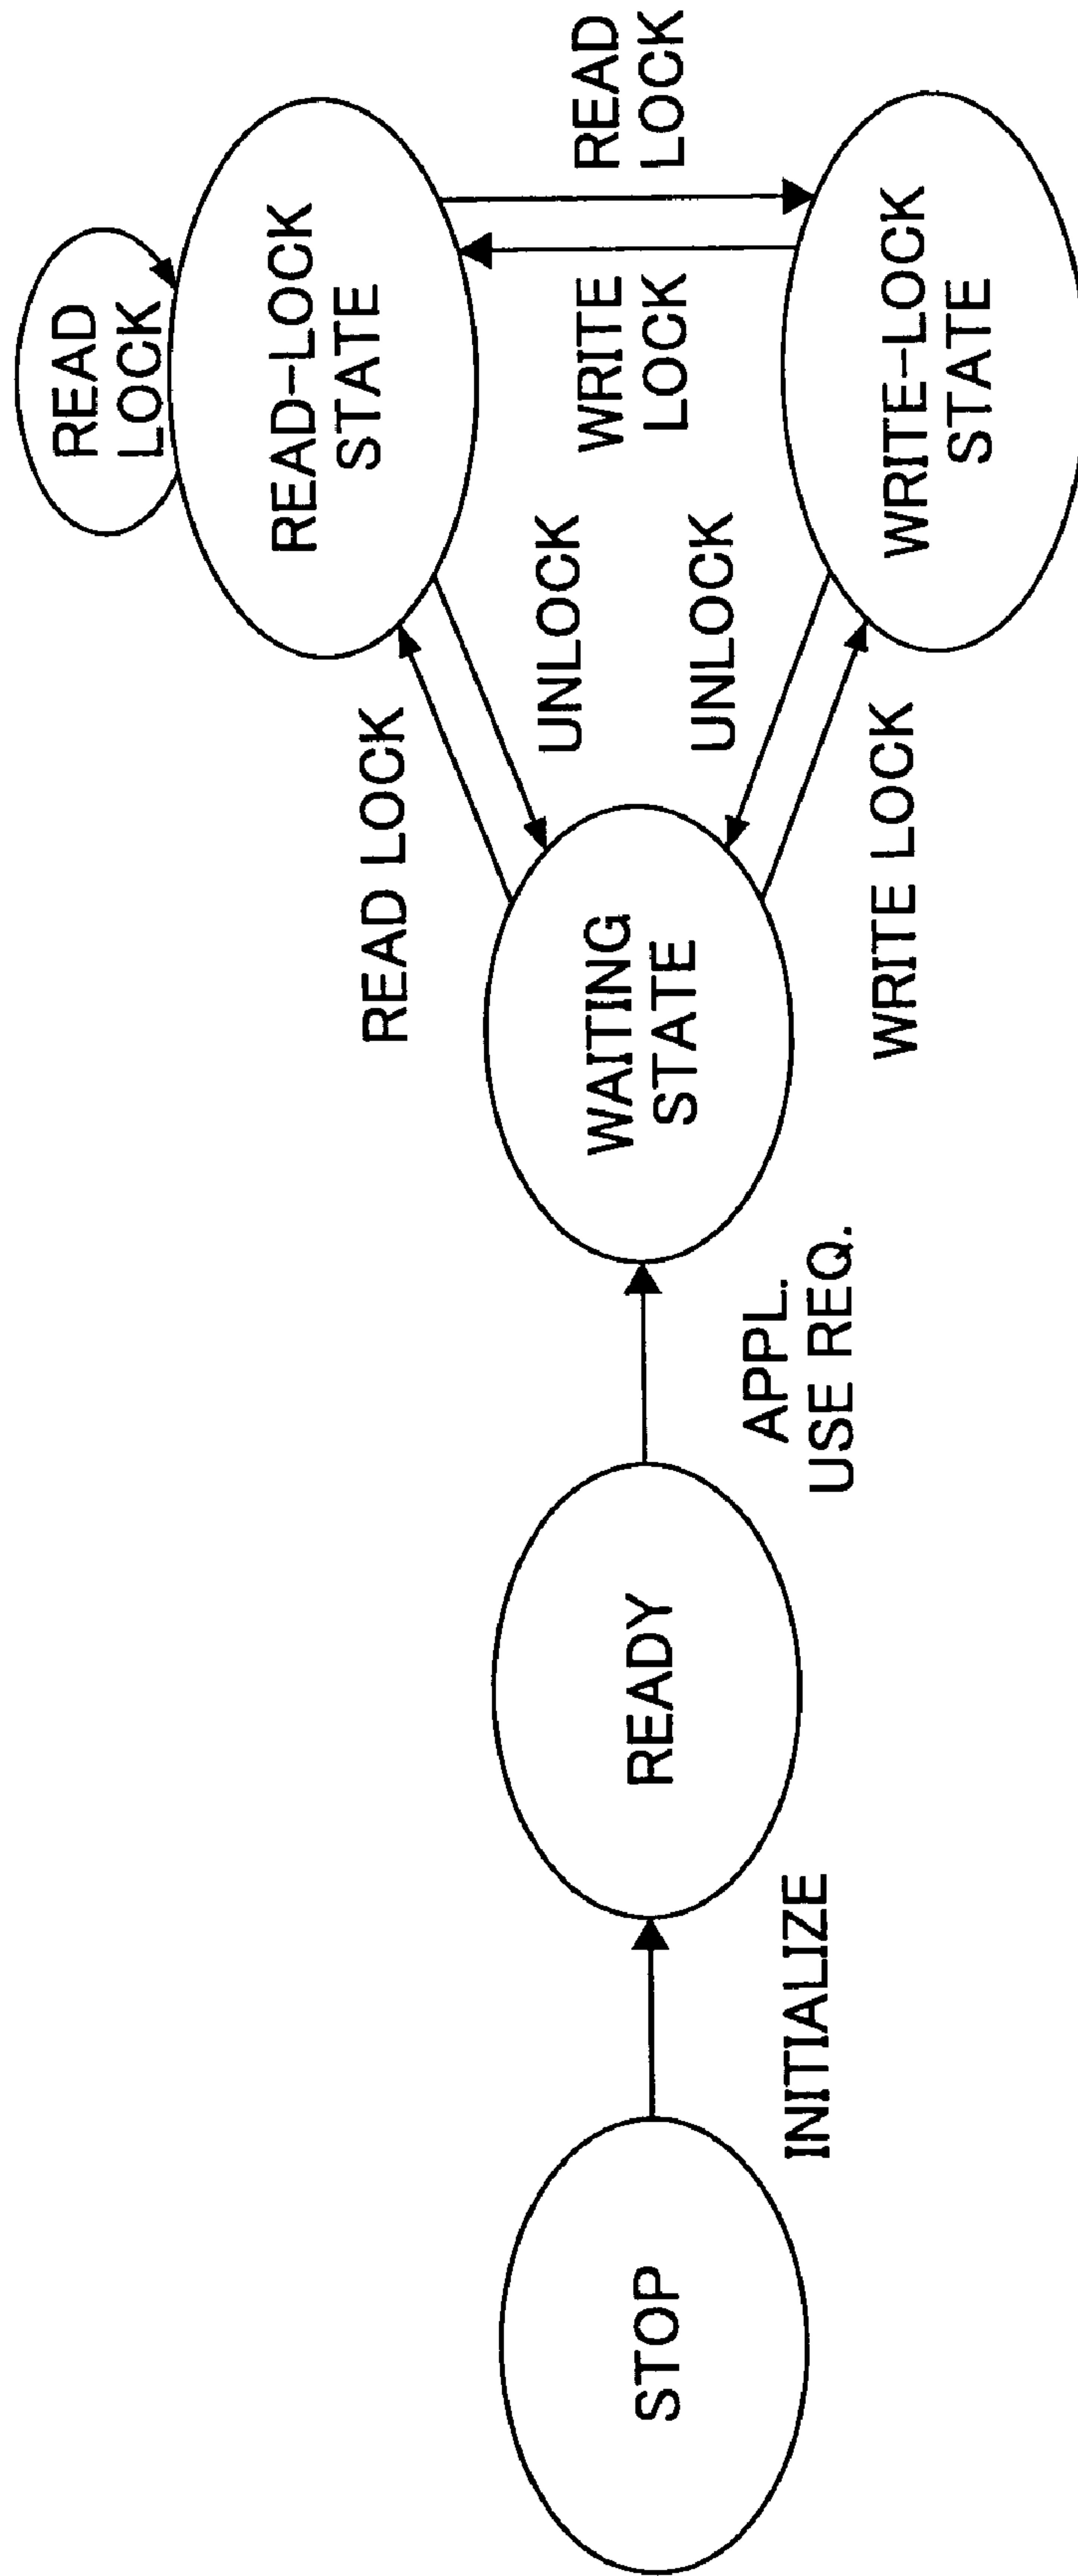 STOP
INITIALIZE
READY
APPL.
USE REQ.
WAITING
STATE
READ LOCK
UNLOCK
UNLOCK
WRITE LOCK
READ
LOCK
READ-LOCK
STATE
WRITE
LOCK
READ
LOCK
WRITE-LOCK
STATE